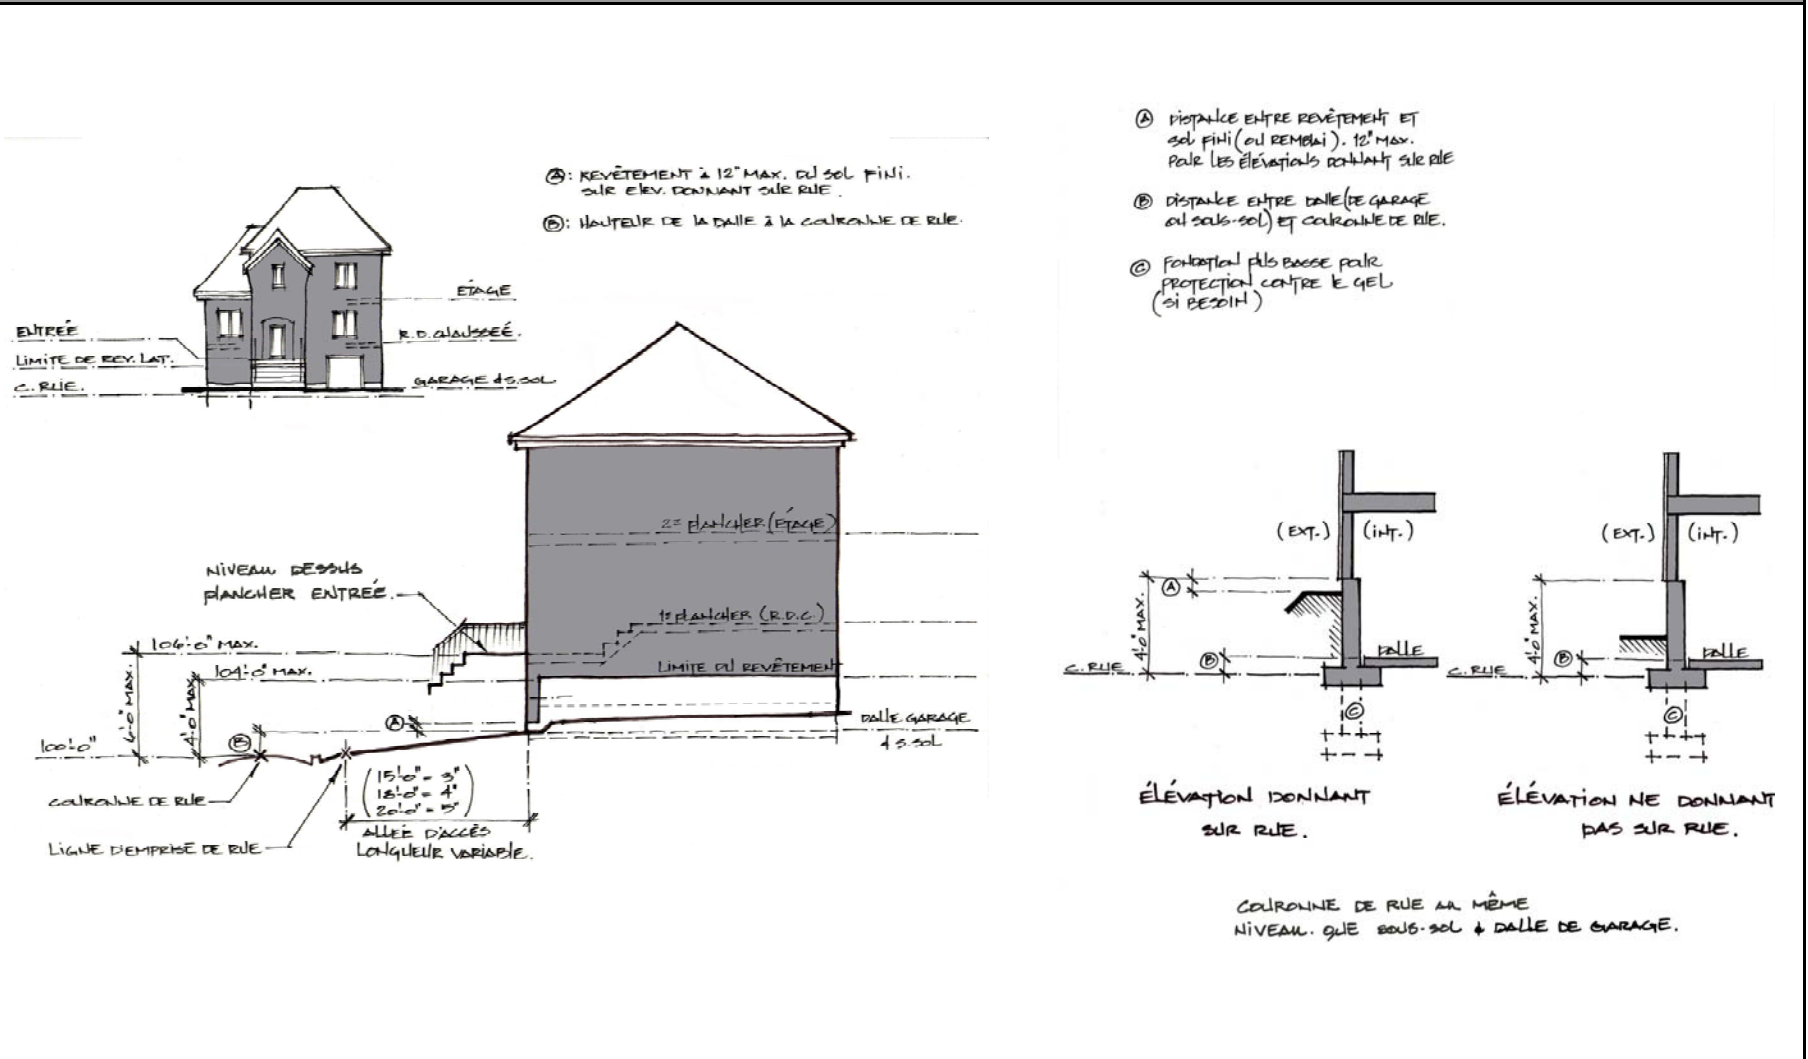 Ⓐ: REVÊTEMENT À 12" MAX. DU SOL FINI.
SUR ELEV. DONNANT SUR RUE.
Ⓑ: HAUTEUR DE LA DALLE À LA COURONNE DE RUE.
ÉTAGE
ENTRÉE
R.D.CHAUSSEÉ.
LIMITE DE REV. LAT.
C. RUE.
GARAGE & S.SOL
2e PLANCHER (ÉTAGE)
NIVEAU DESSUS
PLANCHER ENTREÉ.
1e PLANCHER (R.D.C.)
106'-0" MAX.
LIMITE DU REVÊTEMENT
104'-0" MAX.
6'-0" MAX.
4'-0" MAX.
Ⓐ
DALLE GARAGE
& S.SOL
Ⓑ
100'-0"
(15'-0" = 3"
18'-0" = 4"
20'-0" = 5")
COURONNE DE RUE
ALLEÉ D'ACCÈS
LONGUEUR VARIABLE.
LIGNE D'EMPRISE DE RUE
Ⓐ DISTANCE ENTRE REVÊTEMENT ET
SOL FINI (OU REMBLAI). 12" MAX.
POUR LES ÉLÉVATIONS DONNANT SUR RUE
Ⓑ DISTANCE ENTRE DALLE (DE GARAGE
OU SOUS-SOL) ET COURONNE DE RUE.
Ⓒ FONDATION PLUS BASSE POUR
PROTECTION CONTRE LE GEL
(SI BESOIN)
(EXT.) (INT.)
Ⓐ
4'-0" MAX.
Ⓑ
DALLE
C. RUE
Ⓒ
ÉLÉVATION DONNANT
SUR RUE.
(EXT.) (INT.)
4'-0" MAX.
Ⓑ
DALLE
C. RUE
Ⓒ
ÉLÉVATION NE DONNANT
PAS SUR RUE.
COURONNE DE RUE AU MÊME
NIVEAU. QUE SOUS-SOL & DALLE DE GARAGE.